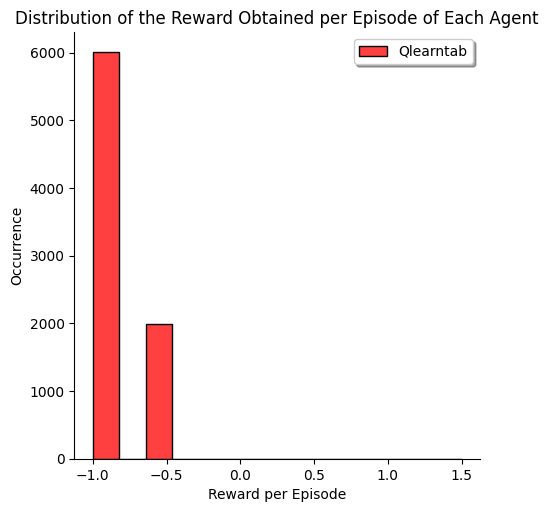 Distribution of the Reward Obtained per Episode of Each Agent
Qlearntab
6000
5000
4000
3000
2000
1000
0
Occurrence
−1.0 −0.5 0.0 0.5 1.0 1.5
Reward per Episode